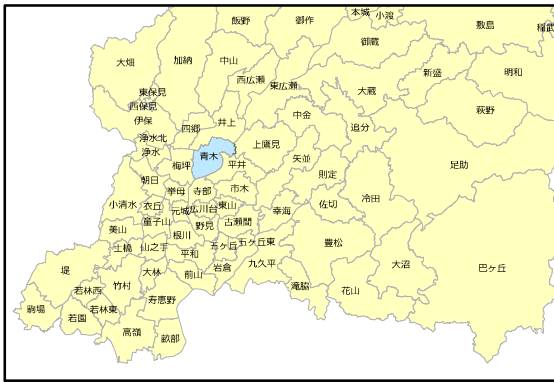 本城
小渡
飯野
御作
敷島
稲武
御蔵
加納
中山
大畑
新盛
明和
西広瀬
東広瀬
東保見
大蔵
西保見
萩野
伊保
中金
井上
四郷
追分
浄水北
上鷹見
浄水
青木
矢並
平井
足助
梅坪
則定
朝日
挙母
寺部
市木
冷田
小清水
衣丘
元城
広川台
東山
幸海
佐切
童子山
野見
古瀬間
美山
根川
土橋
山之手
平和
五ヶ丘
五ケ丘東
豊松
堤
大林
前山
岩倉
九久平
大沼
巴ケ丘
若林西
竹村
滝脇
花山
駒場
若園
若林東
寿恵野
高嶺
畝部